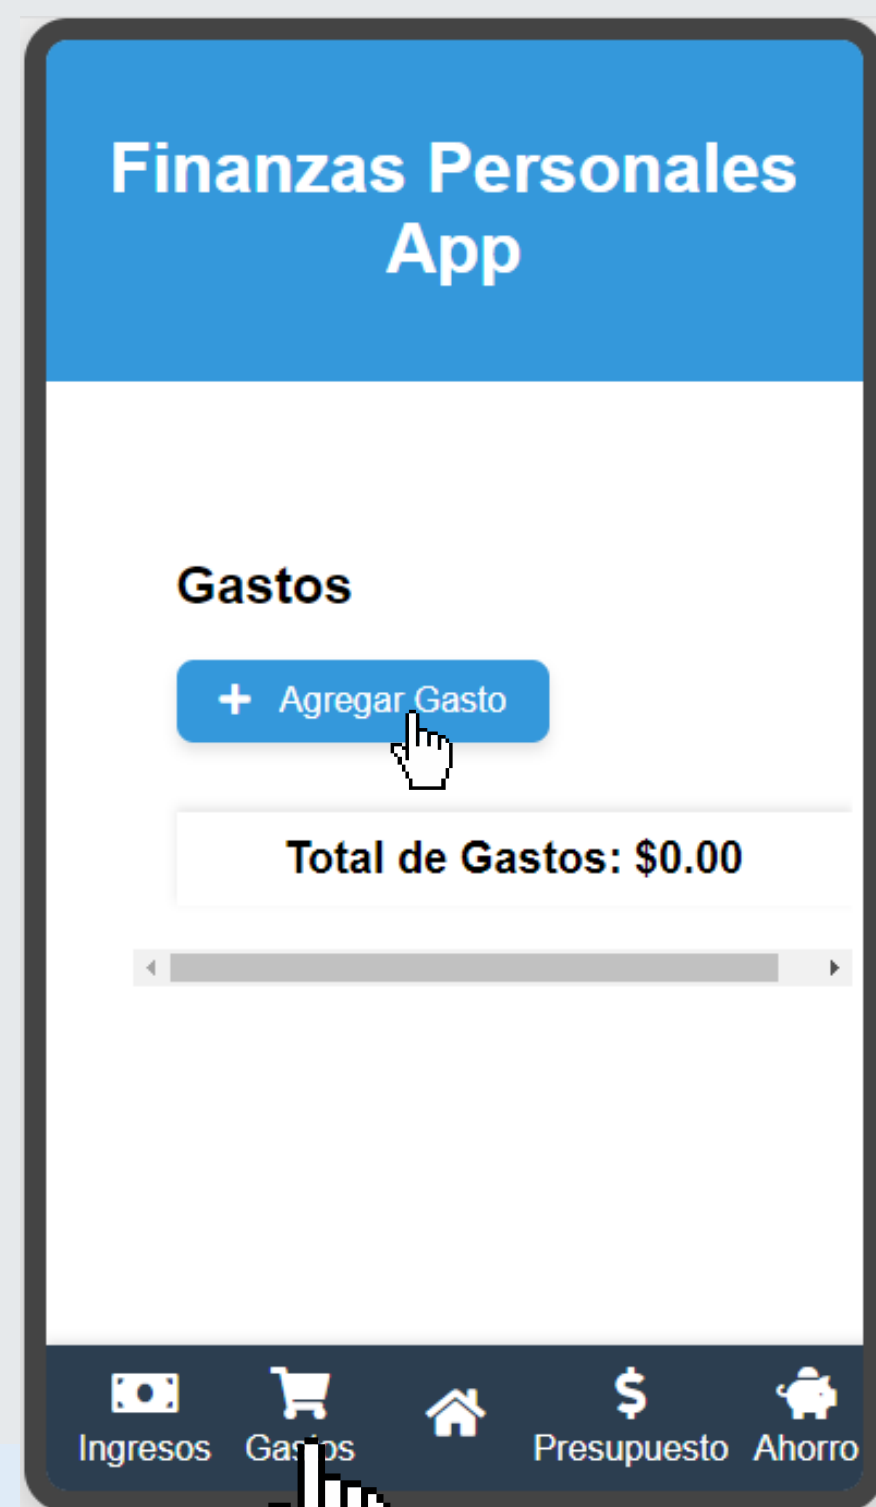 Finanzas Personales
App
Gastos
Agregar Gasto
Total de Gastos: $0.00
Ingresos
Gastos
Presupuesto
Ahorro